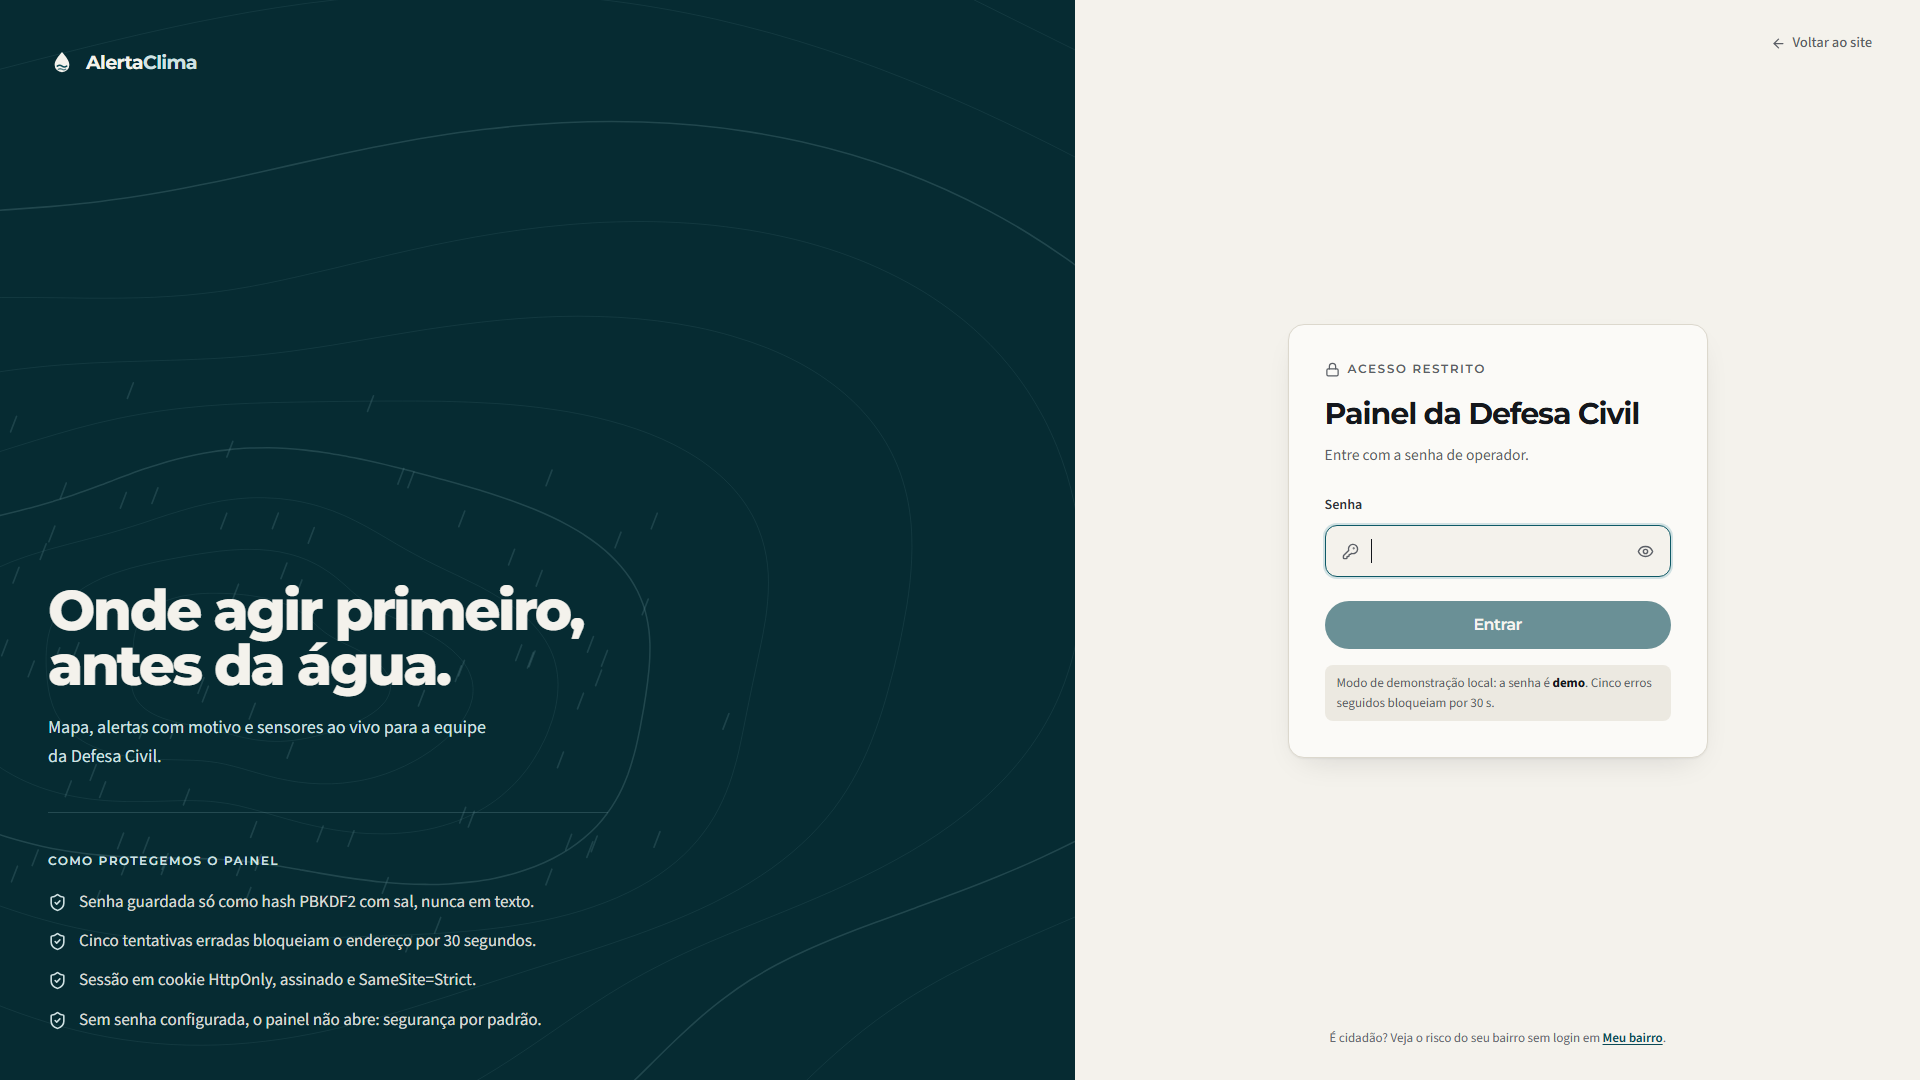 AlertaClima
Onde agir primeiro,
antes da água.
Mapa, alertas com motivo e sensores ao vivo para a equipe
da Defesa Civil.
COMO PROTEGEMOS O PAINEL
Senha guardada só como hash PBKDF2 com sal, nunca em texto.
Cinco tentativas erradas bloqueiam o endereço por 30 segundos.
Sessão em cookie HttpOnly, assinado e SameSite=Strict.
Sem senha configurada, o painel não abre: segurança por padrão.
Voltar ao site
ACESSO RESTRITO
Painel da Defesa Civil
Entre com a senha de operador.
Senha
Entrar
Modo de demonstração local: a senha é demo. Cinco erros
seguidos bloqueiam por 30 s.
É cidadão? Veja o risco do seu bairro sem login em Meu bairro.